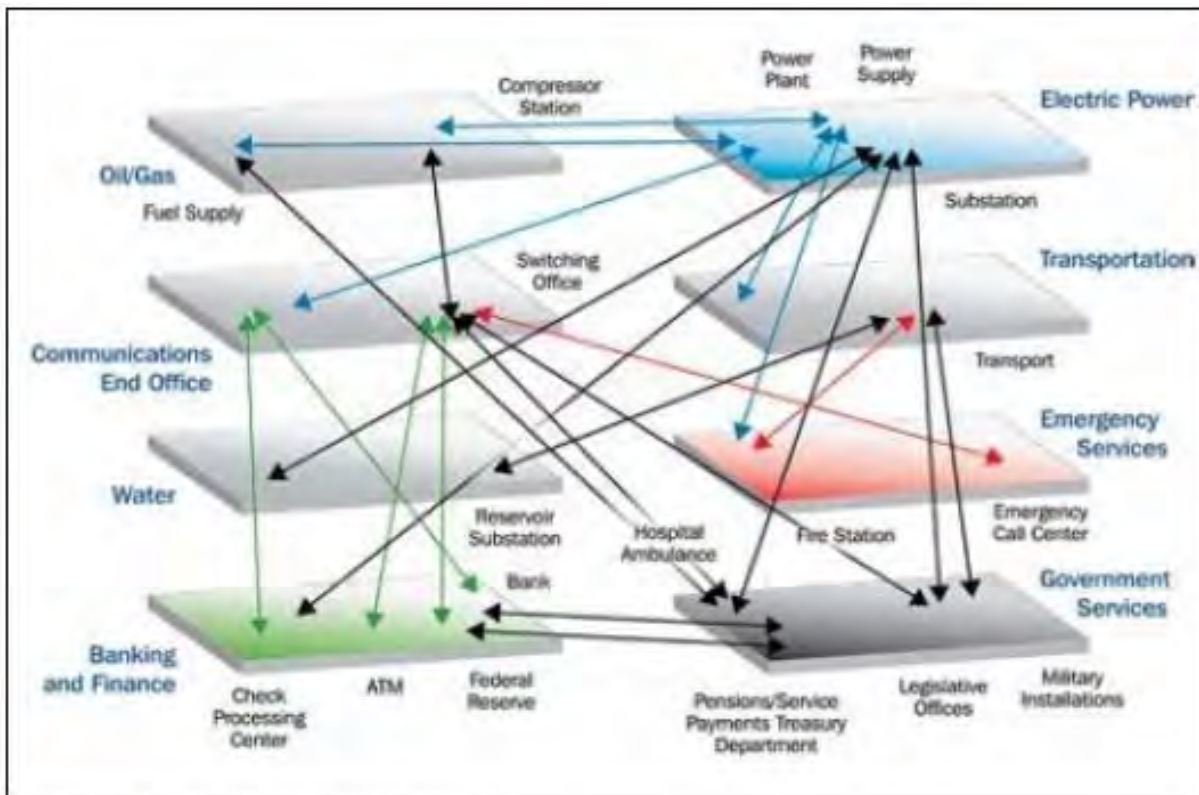 Power
Plant
Power
Supply
Compressor
Station
Electric Power
Oil/Gas
Fuel Supply
Substation
Switching
Office
Transportation
Communications
End Office
Transport
Emergency
Services
Water
Reservoir
Substation
Hospital
Ambulance
Fire Station
Emergency
Call Center
Bank
Government
Services
Banking
and Finance
Check
Processing
Center
ATM
Federal
Reserve
Pensions/Service
Payments Treasury
Department
Legislative
Offices
Military
Installations